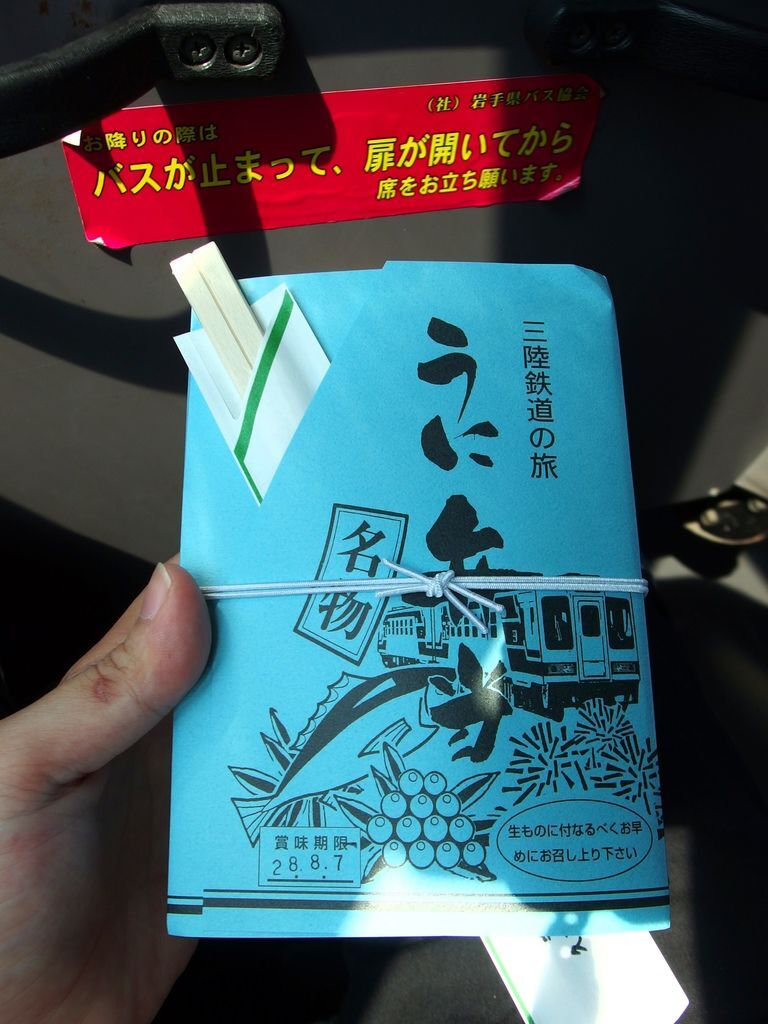 (社) 岩手県バス協会
お降りの際は
バスが止まって、扉が開いてから
席をお立ち願います。
三陸鉄道の旅
うに弁当
名物
賞味期限
28.8.7
生ものに付なるべくお早
めにお召し上り下さい